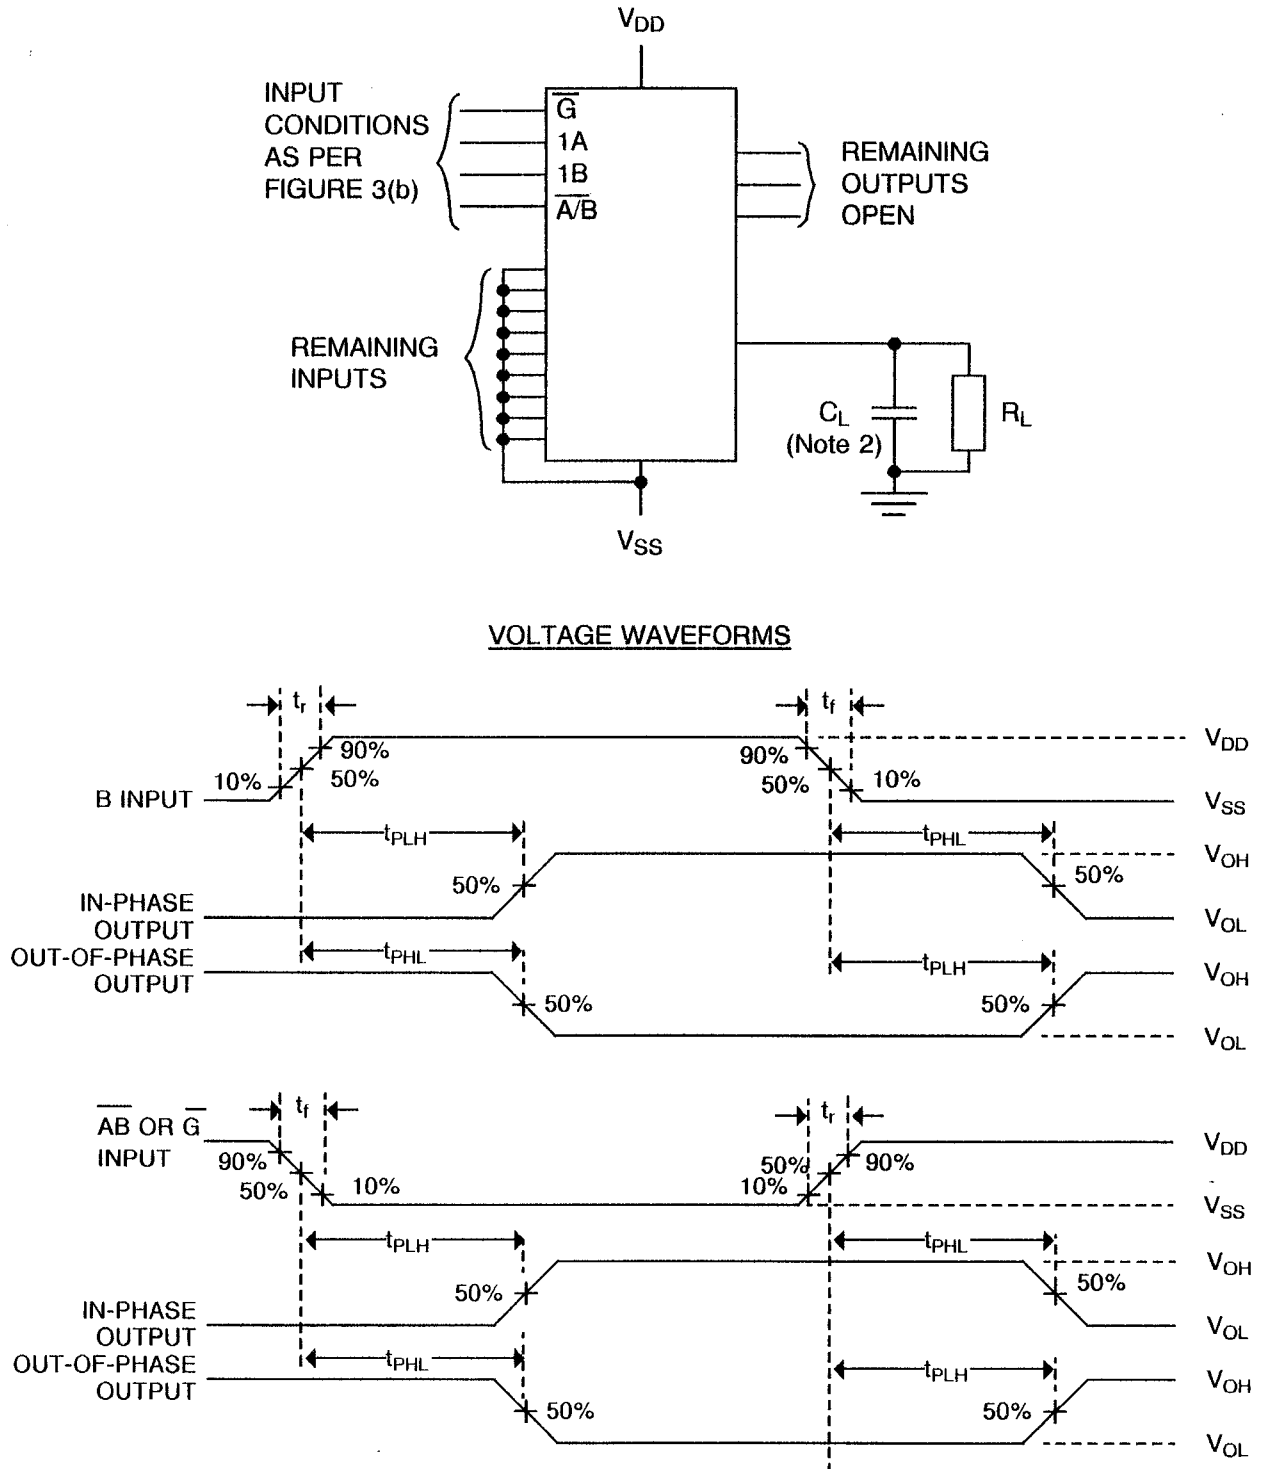 VDD
INPUT
CONDITIONS
AS PER
FIGURE 3(b)
G̅
1A
1B
A̅/̅B
REMAINING
OUTPUTS
OPEN
REMAINING
INPUTS
CL
(Note 2)
RL
VSS
VOLTAGE WAVEFORMS
tr
tf
90%
50%
10%
90%
50%
10%
VDD
B INPUT
VSS
tPLH
tPHL
VOH
50%
50%
IN-PHASE
OUTPUT
VOL
OUT-OF-PHASE
OUTPUT
tPHL
tPLH
VOH
50%
50%
VOL
A̅B̅ OR G̅
INPUT
tf
tr
VDD
90%
50%
10%
50%
10%
90%
VSS
tPLH
tPHL
VOH
50%
50%
IN-PHASE
OUTPUT
VOL
OUT-OF-PHASE
OUTPUT
tPHL
tPLH
VOH
50%
50%
VOL